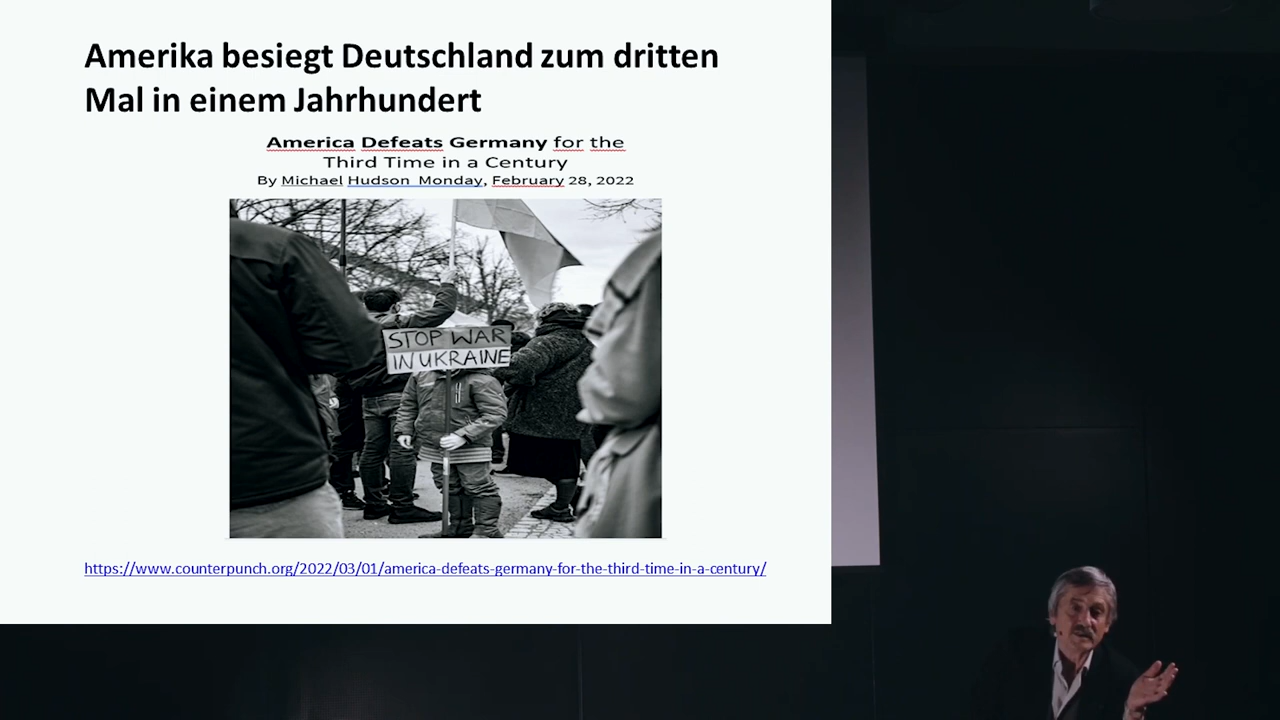 Amerika besiegt Deutschland zum dritten
Mal in einem Jahrhundert
America Defeats Germany for the
Third Time in a Century
By Michael Hudson Monday, February 28, 2022
STOP WAR
IN UKRAINE
https://www.counterpunch.org/2022/03/01/america-defeats-germany-for-the-third-time-in-a-century/